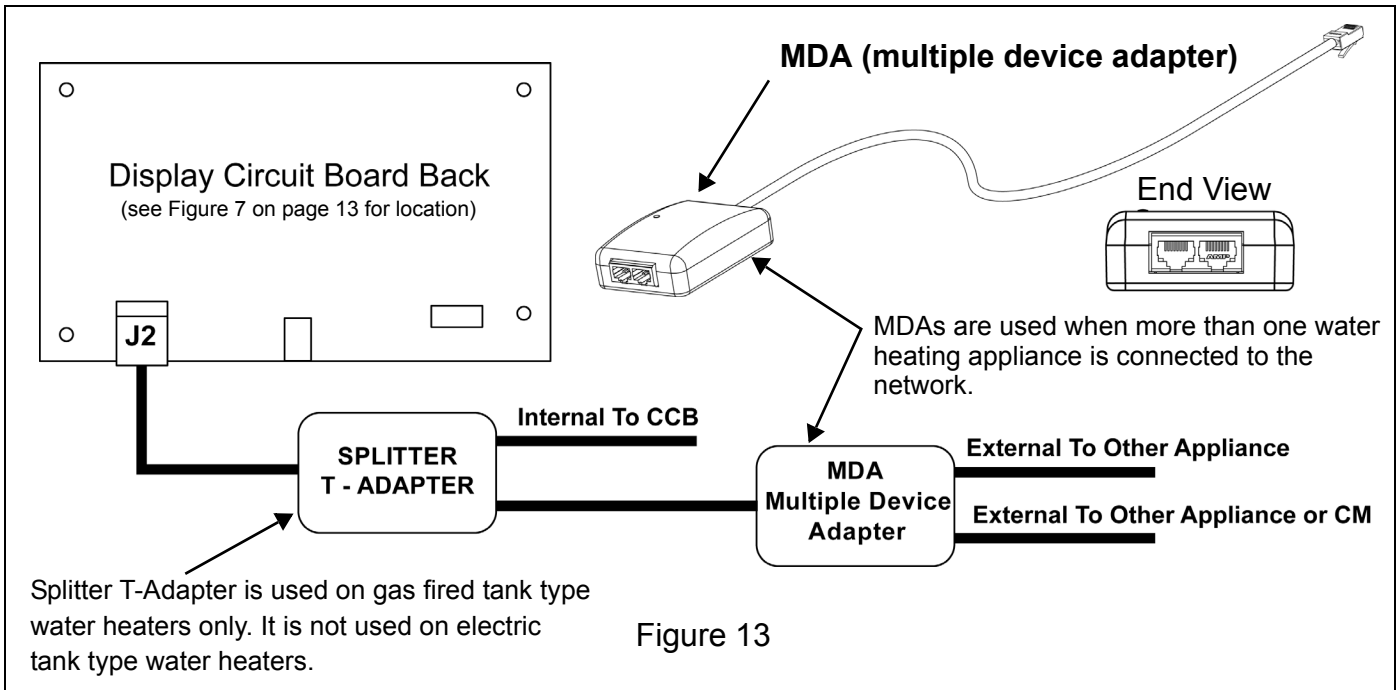 MDA (multiple device adapter)
Display Circuit Board Back
(see Figure 7 on page 13 for location)
End View
AMP
J2
MDAs are used when more than one water
heating appliance is connected to the
network.
Internal To CCB
SPLITTER
T - ADAPTER
MDA
Multiple Device
Adapter
External To Other Appliance
External To Other Appliance or CM
Splitter T-Adapter is used on gas fired tank type
water heaters only. It is not used on electric
tank type water heaters.
Figure 13